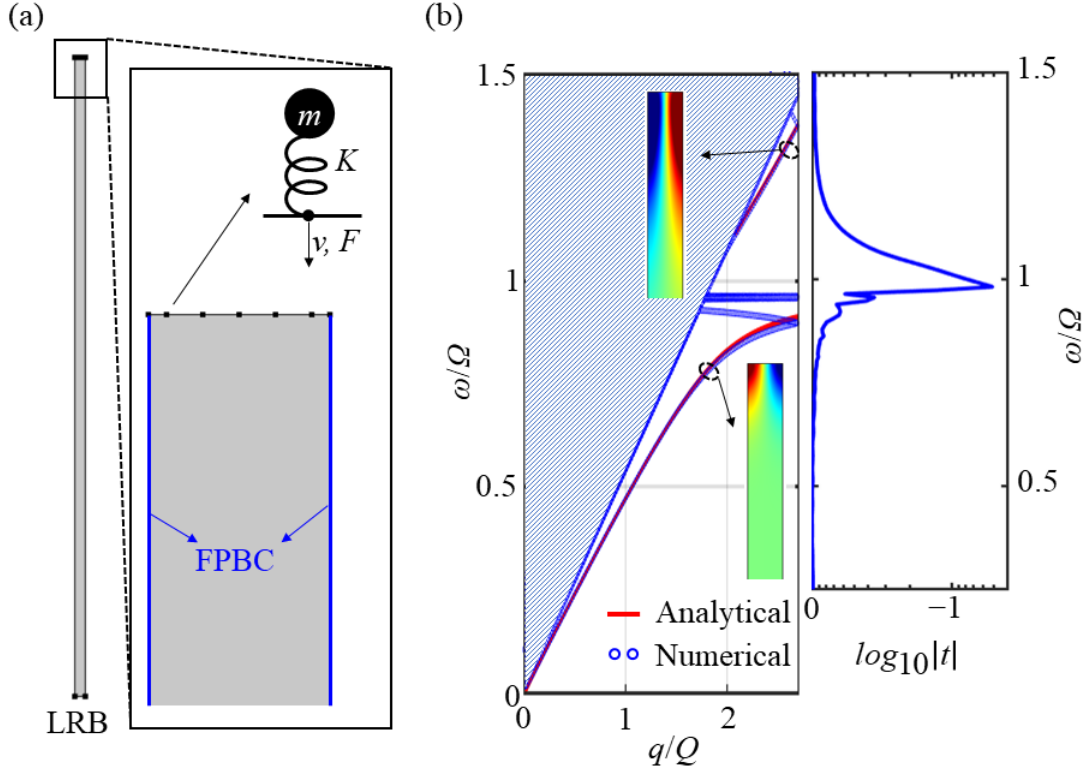 (a)
m
K
v, F
FPBC
LRB
(b)
1.5
1
0.5
0
ω/Ω
0
1
2
q/Q
Analytical
Numerical
1.5
1
0.5
ω/Ω
0
−1
log10|t|